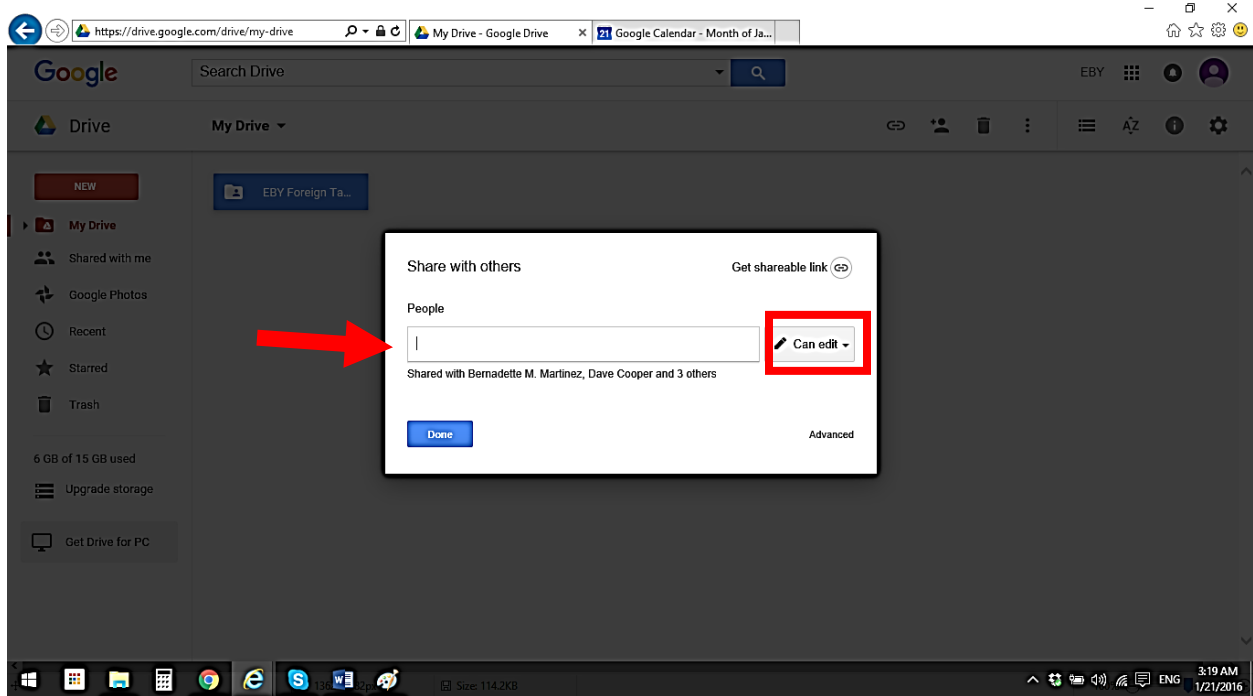 https://drive.google.com/drive/my-drive
My Drive - Google Drive
21 Google Calendar - Month of Ja...
Google
Search Drive
EBY
Drive
My Drive
AZ
NEW
EBY Foreign Ta...
My Drive
Shared with me
Google Photos
Recent
Starred
Trash
6 GB of 15 GB used
Upgrade storage
Get Drive for PC
Share with others
Get shareable link
People
Can edit
Shared with Bernadette M. Martinez, Dave Cooper and 3 others
Done
Advanced
Size: 114.2KB
ENG
3:19 AM
1/21/2016